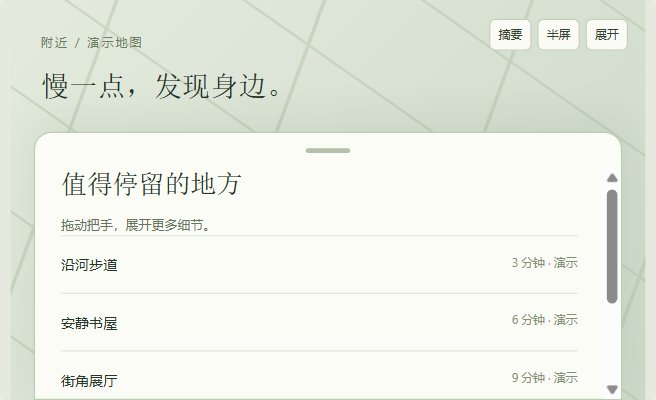 附近 / 演示地图
摘要 半屏 展开
慢一点，发现身边。
值得停留的地方
拖动把手，展开更多细节。
沿河步道 3 分钟 · 演示
安静书屋 6 分钟 · 演示
街角展厅 9 分钟 · 演示